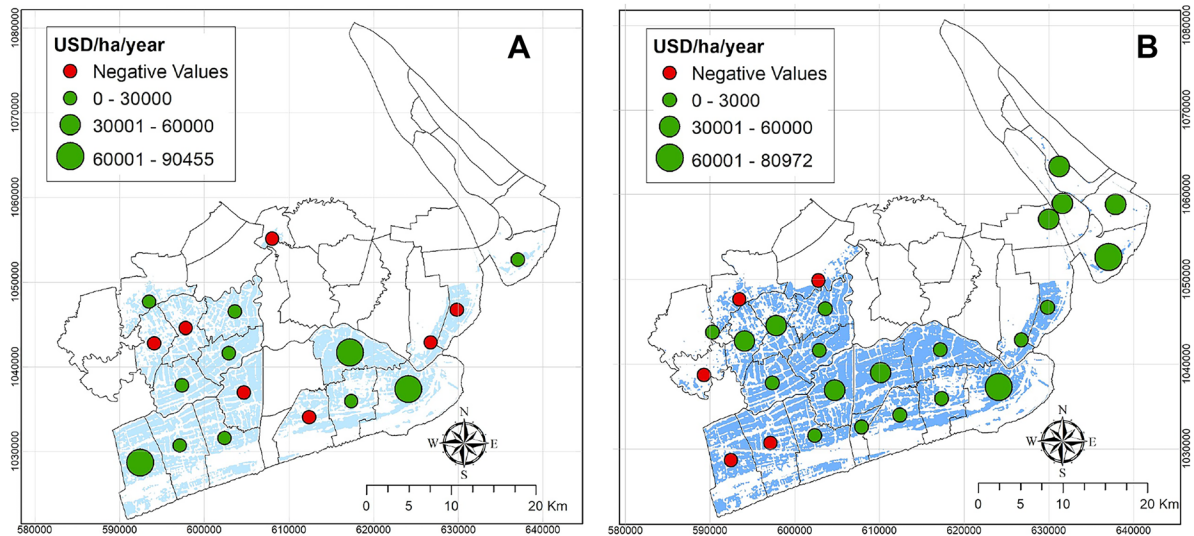 A
USD/ha/year
Negative Values
0 - 30000
30001 - 60000
60001 - 90455
1080000
1070000
1060000
1050000
1040000
1030000
N
W E
S
0 5 10 20 Km
580000 590000 600000 610000 620000 630000 640000
B
USD/ha/year
Negative Values
0 - 3000
30001 - 60000
60001 - 80972
1080000
1070000
1060000
1050000
1040000
1030000
N
W E
S
0 5 10 20 Km
580000 590000 600000 610000 620000 630000 640000